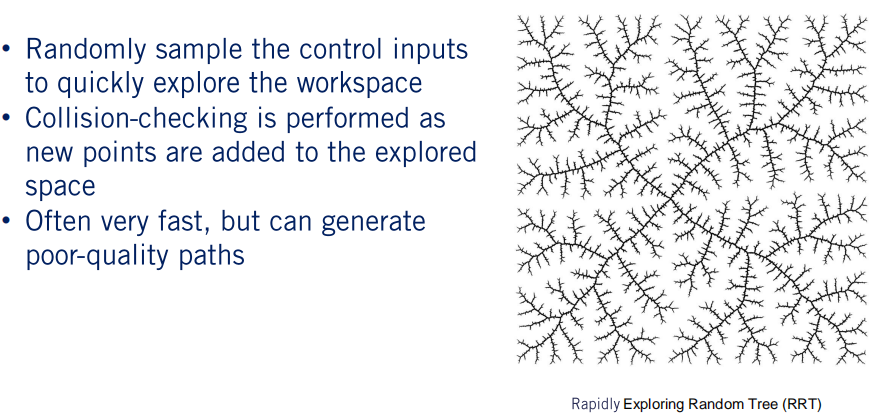 • Randomly sample the control inputs
to quickly explore the workspace
• Collision-checking is performed as
new points are added to the explored
space
• Often very fast, but can generate
poor-quality paths
Rapidly Exploring Random Tree (RRT)